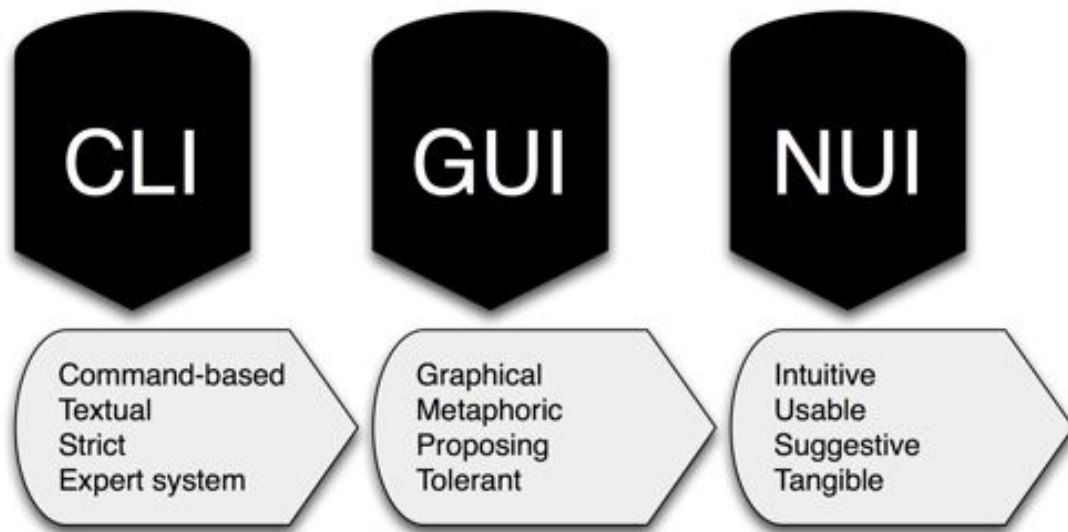 CLI
GUI
NUI
Command-based
Textual
Strict
Expert system
Graphical
Metaphoric
Proposing
Tolerant
Intuitive
Usable
Suggestive
Tangible